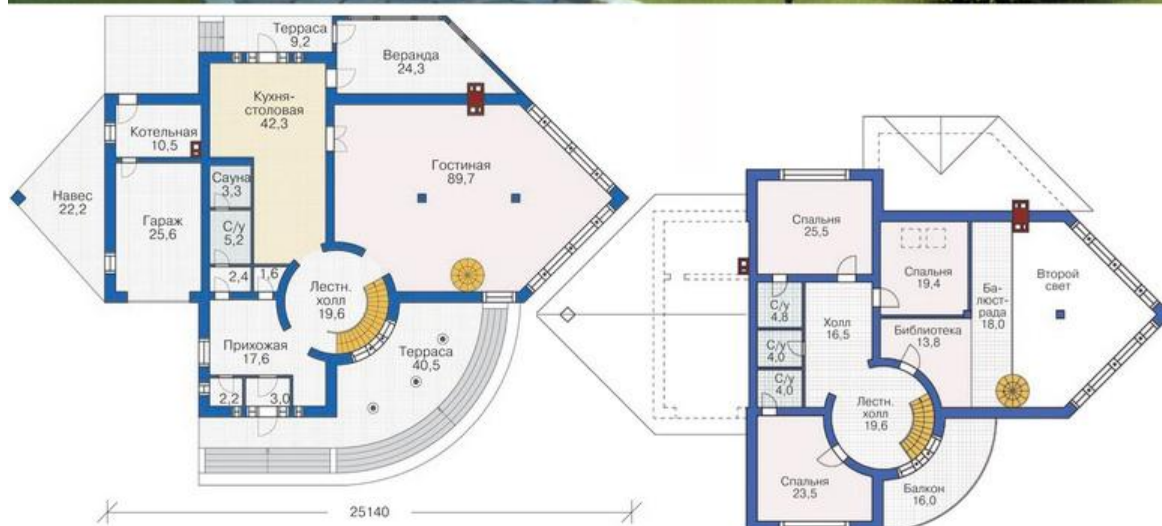 Терраса
9,2
Веранда
24,3
Кухня-
столовая
42,3
Котельная
10,5
Гостиная
89,7
Навес
22,2
Гараж
25,6
Сауна
3,3
С/у
5,2
2,4
1,6
Лестн.
холл
19,6
Прихожая
17,6
Терраса
40,5
2,2
3,0
25140
Спальня
25,5
Спальня
19,4
Ба-
люст-
рада
18,0
Второй
свет
С/у
4,8
Холл
16,5
Библиотека
13,8
С/у
4,0
С/у
4,0
Лестн.
холл
19,6
Спальня
23,5
Балкон
16,0